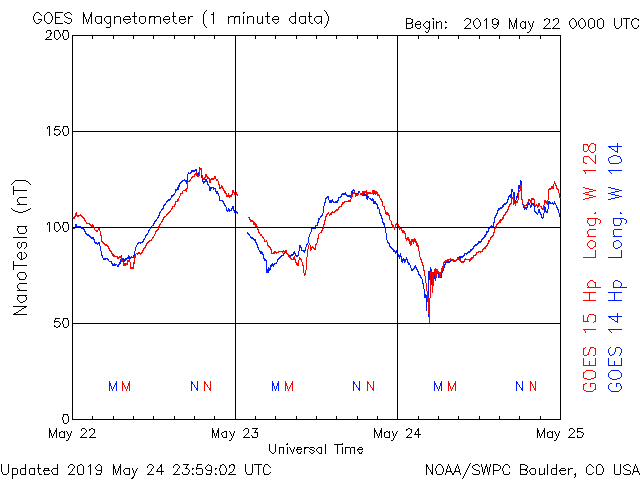 GOES Magnetometer (1 minute data)
Begin: 2019 May 22 0000 UTC
200
150
100
50
0
NanoTesla (nT)
M M N N M M N N M M N N
May 22 May 23 May 24 May 25
Universal Time
GOES 15 Hp Long. W 128
GOES 14 Hp Long. W 104
Updated 2019 May 24 23:59:02 UTC
NOAA/SWPC Boulder, CO USA